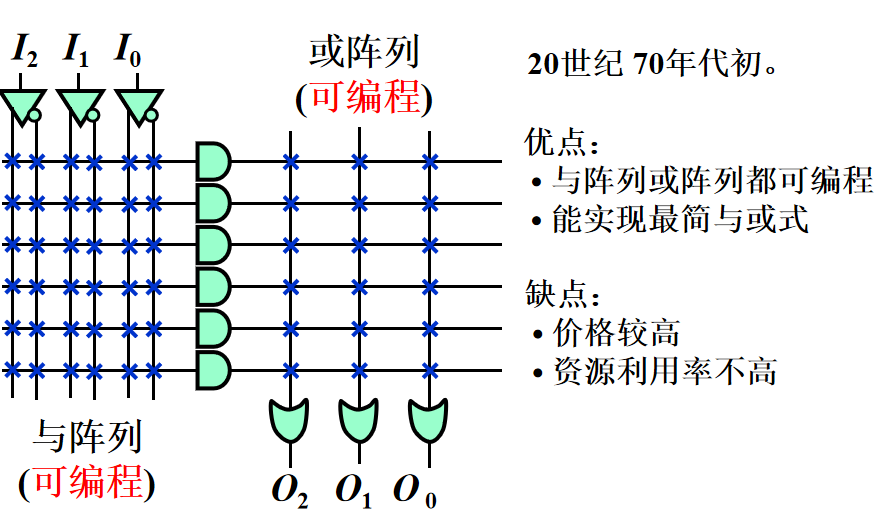 I2 I1 I0
或阵列
(可编程)
与阵列
(可编程)
O2 O1 O0
20世纪 70年代初。
优点：
•与阵列或阵列都可编程
•能实现最简与或式
缺点：
•价格较高
•资源利用率不高